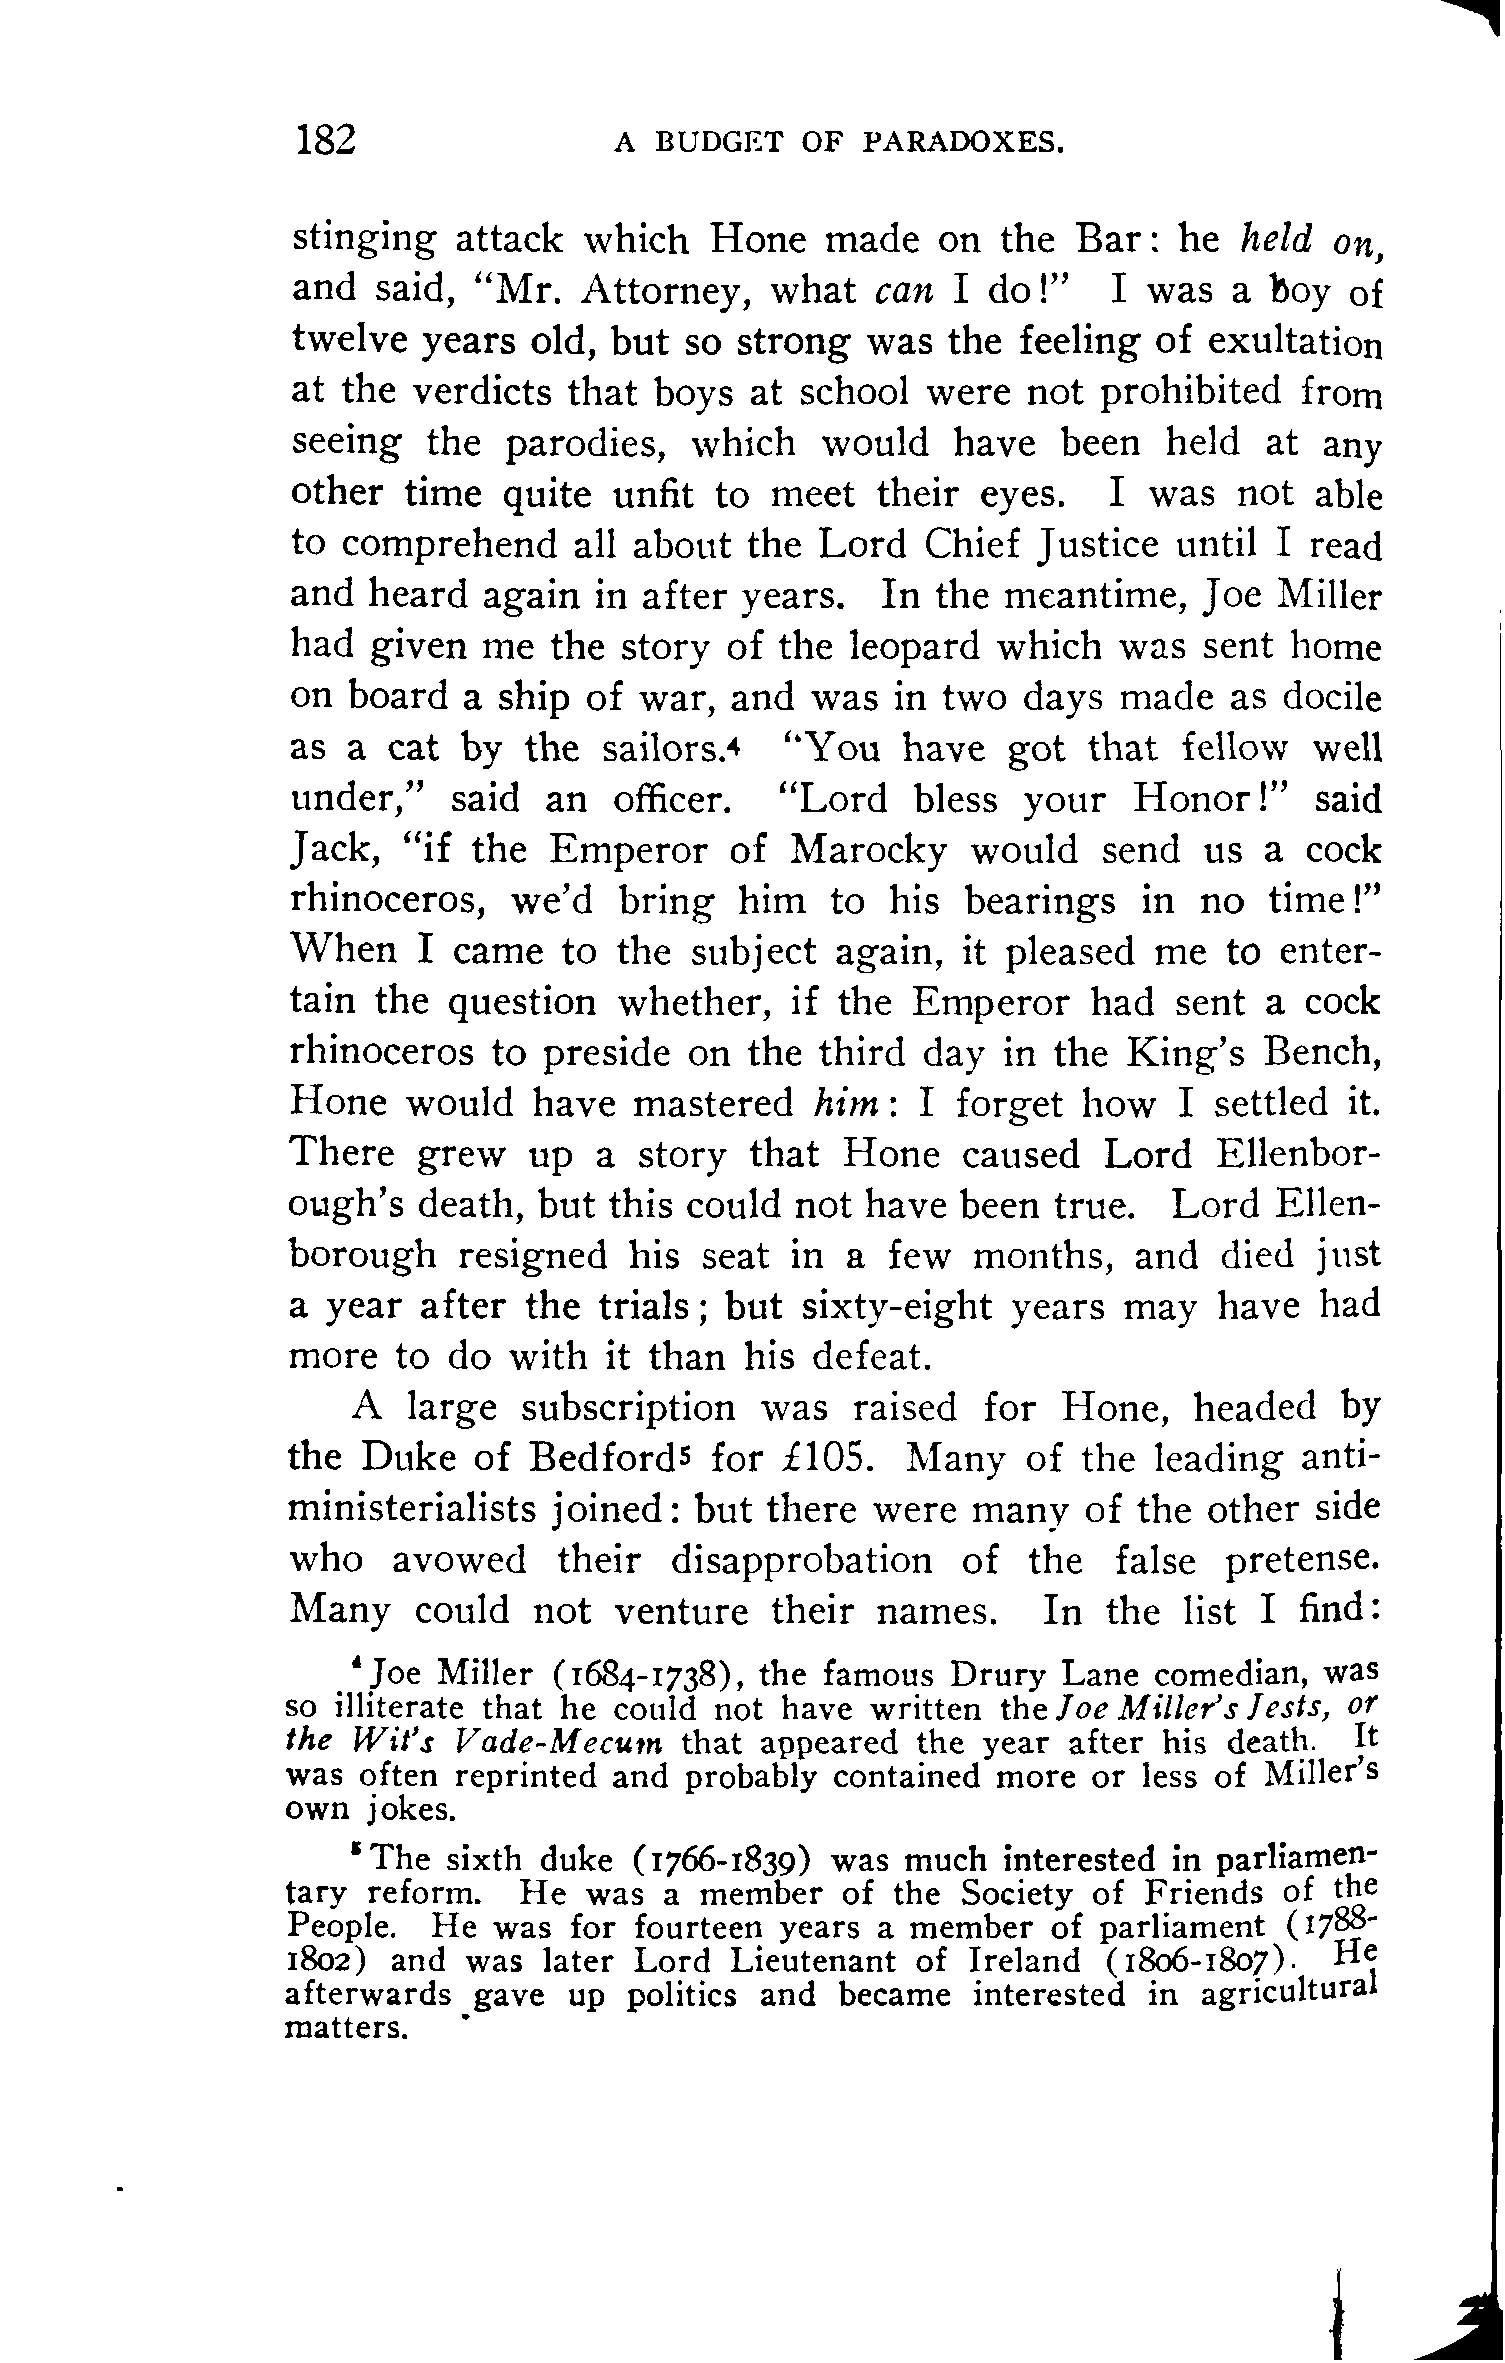 182 A BUDGET OF PARADOXES.
stinging attack which Hone made on the Bar: he held on,
and said, “Mr. Attorney, what can I do!” I was a boy of
twelve years old, but so strong was the feeling of exultation
at the verdicts that boys at school were not prohibited from
seeing the parodies, which would have been held at any
other time quite unfit to meet their eyes. I was not able
to comprehend all about the Lord Chief Justice until I read
and heard again in after years. In the meantime, Joe Miller
had given me the story of the leopard which was sent home
on board a ship of war, and was in two days made as docile
as a cat by the sailors.⁴ “You have got that fellow well
under,” said an officer. “Lord bless your Honor!” said
Jack, “if the Emperor of Marocky would send us a cock
rhinoceros, we’d bring him to his bearings in no time!”
When I came to the subject again, it pleased me to enter-
tain the question whether, if the Emperor had sent a cock
rhinoceros to preside on the third day in the King’s Bench,
Hone would have mastered him: I forget how I settled it.
There grew up a story that Hone caused Lord Ellenbor-
ough’s death, but this could not have been true. Lord Ellen-
borough resigned his seat in a few months, and died just
a year after the trials; but sixty-eight years may have had
more to do with it than his defeat.
A large subscription was raised for Hone, headed by
the Duke of Bedford⁵ for £105. Many of the leading anti-
ministerialists joined: but there were many of the other side
who avowed their disapprobation of the false pretense.
Many could not venture their names. In the list I find:
⁴ Joe Miller (1684-1738), the famous Drury Lane comedian, was
so illiterate that he could not have written the Joe Miller’s Jests, or
the Wit’s Vade-Mecum that appeared the year after his death. It
was often reprinted and probably contained more or less of Miller’s
own jokes.
⁵ The sixth duke (1766-1839) was much interested in parliamen-
tary reform. He was a member of the Society of Friends of the
People. He was for fourteen years a member of parliament (1788-
1802) and was later Lord Lieutenant of Ireland (1806-1807). He
afterwards gave up politics and became interested in agricultural
matters.